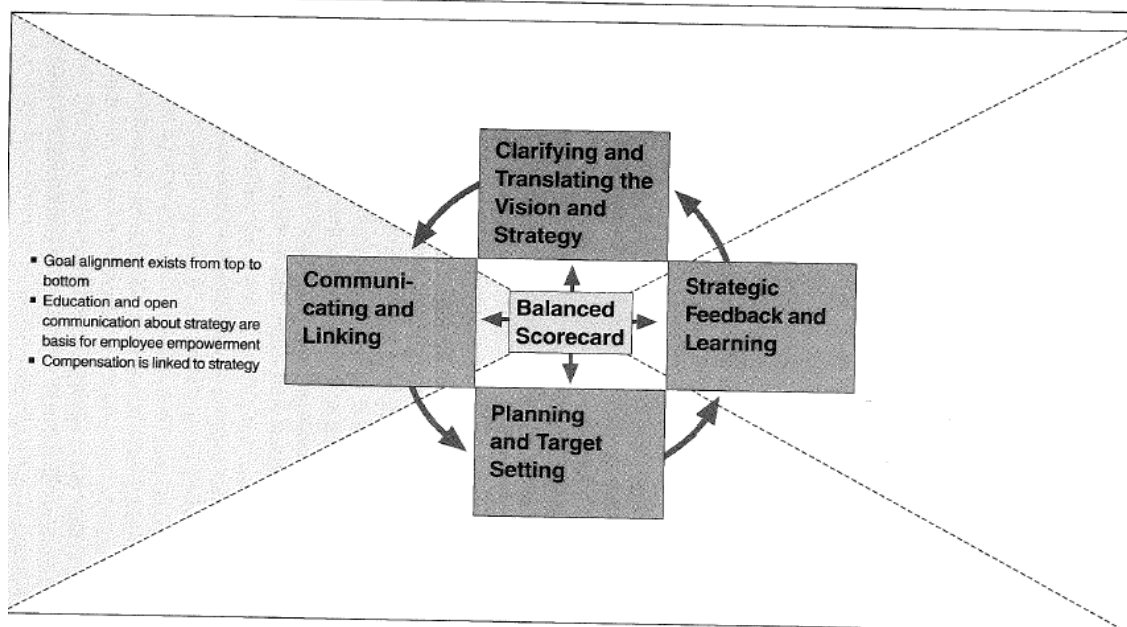 Clarifying and
Translating the
Vision and
Strategy
▪ Goal alignment exists from top to
bottom
▪ Education and open
communication about strategy are
basis for employee empowerment
▪ Compensation is linked to strategy
Communi-
cating and
Linking
Balanced
Scorecard
Strategic
Feedback and
Learning
Planning
and Target
Setting